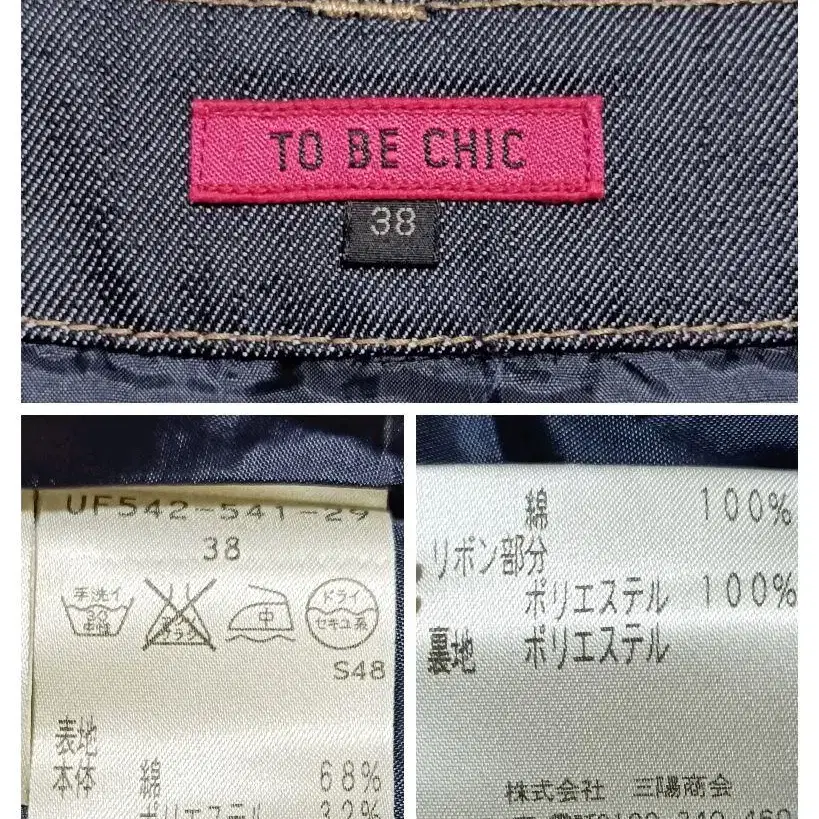 TO BE CHIC
38
UF542-541-29
38
手洗イ
30
中性
エンソ
サラシ
中
ドライ
セキユ系
S48
表地
本体
綿 68%
ポリエステル 32%
綿 100%
リボン部分
ポリエステル 100%
裏地 ポリエステル
株式会社 三陽商会